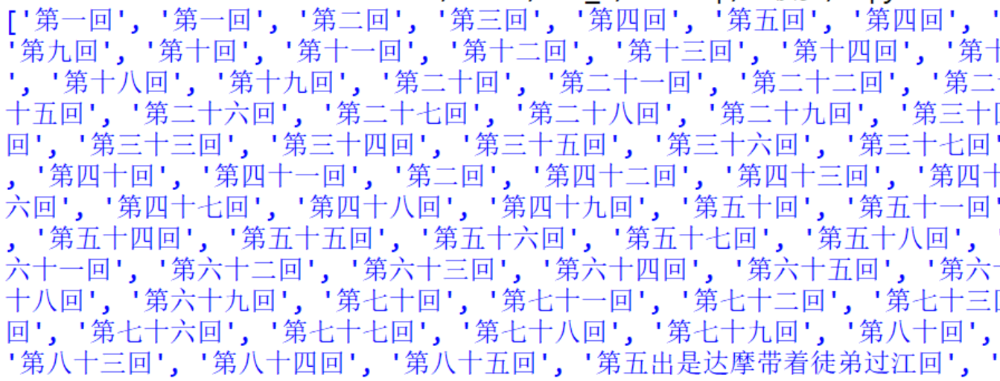 ['第一回', '第一回', '第二回', '第三回', '第四回', '第五回', '第四回',
'第九回', '第十回', '第十一回', '第十二回', '第十三回', '第十四回', '第十
', '第十八回', '第十九回', '第二十回', '第二十一回', '第二十二回', '第二
十五回', '第二十六回', '第二十七回', '第二十八回', '第二十九回', '第三十
回', '第三十三回', '第三十四回', '第三十五回', '第三十六回', '第三十七回'
, '第四十回', '第四十一回', '第二回', '第四十二回', '第四十三回', '第四十
六回', '第四十七回', '第四十八回', '第四十九回', '第五十回', '第五十一回'
, '第五十四回', '第五十五回', '第五十六回', '第五十七回', '第五十八回', '
六十一回', '第六十二回', '第六十三回', '第六十四回', '第六十五回', '第六
十八回', '第六十九回', '第七十回', '第七十一回', '第七十二回', '第七十三
回', '第七十六回', '第七十七回', '第七十八回', '第七十九回', '第八十回',
'第八十三回', '第八十四回', '第八十五回', '第五出是达摩带着徒弟过江回', '